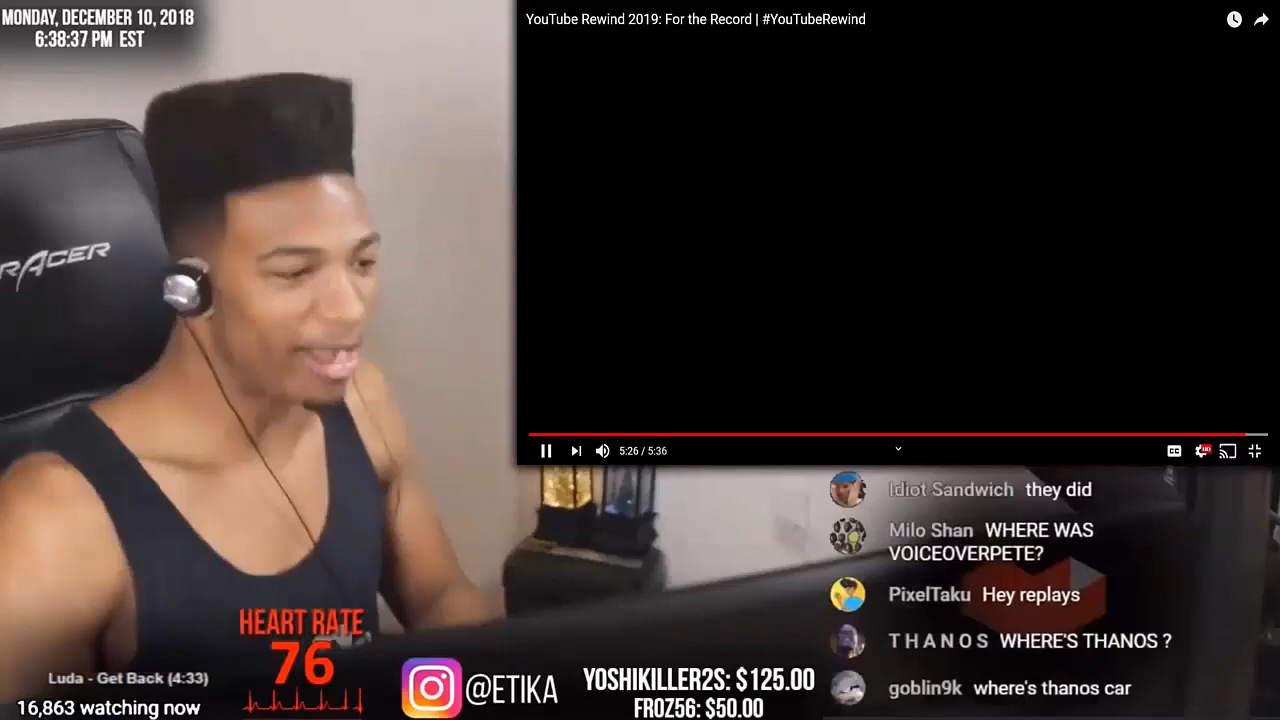 MONDAY, DECEMBER 10, 2018
6:38:37 PM EST
YouTube Rewind 2019: For the Record | #YouTubeRewind
RACER
5:26 / 5:36
CC
HD
Idiot Sandwich they did
Milo Shan WHERE WAS
VOICEOVERPETE?
PixelTaku Hey replays
T H A N O S WHERE'S THANOS ?
goblin9k where's thanos car
HEART RATE
76
Luda - Get Back (4:33)
16,863 watching now
@ETIKA
YOSHIKILLER2S: $125.00
FROZ56: $50.00